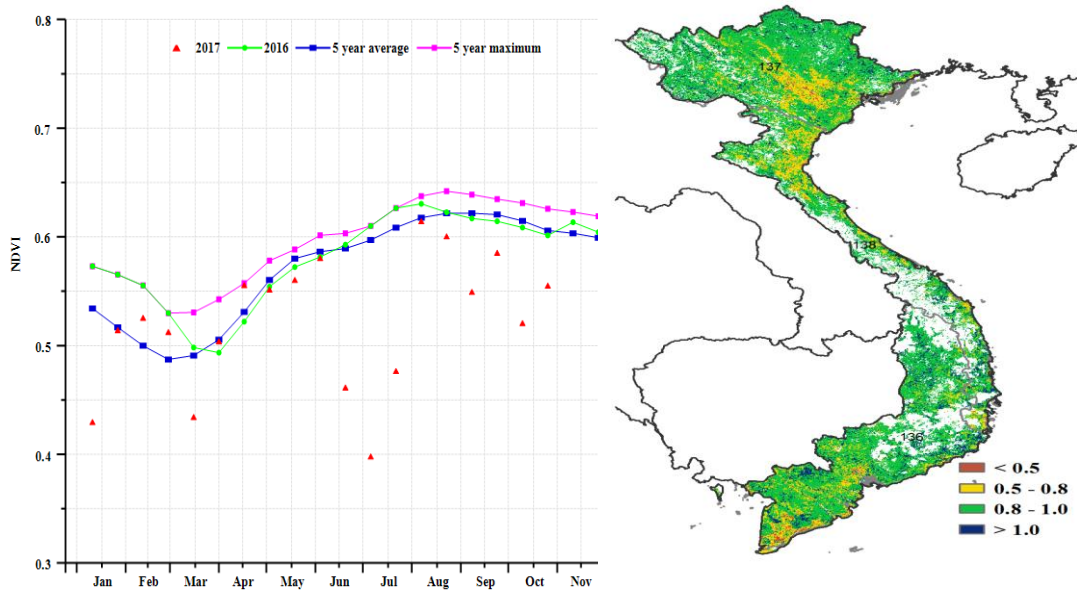 0.8
2017 2016 5 year average 5 year maximum
0.7
0.6
NDVI
0.5
0.4
0.3
Jan Feb Mar Apr May Jun Jul Aug Sep Oct Nov
137
138
136
< 0.5
0.5 - 0.8
0.8 - 1.0
> 1.0